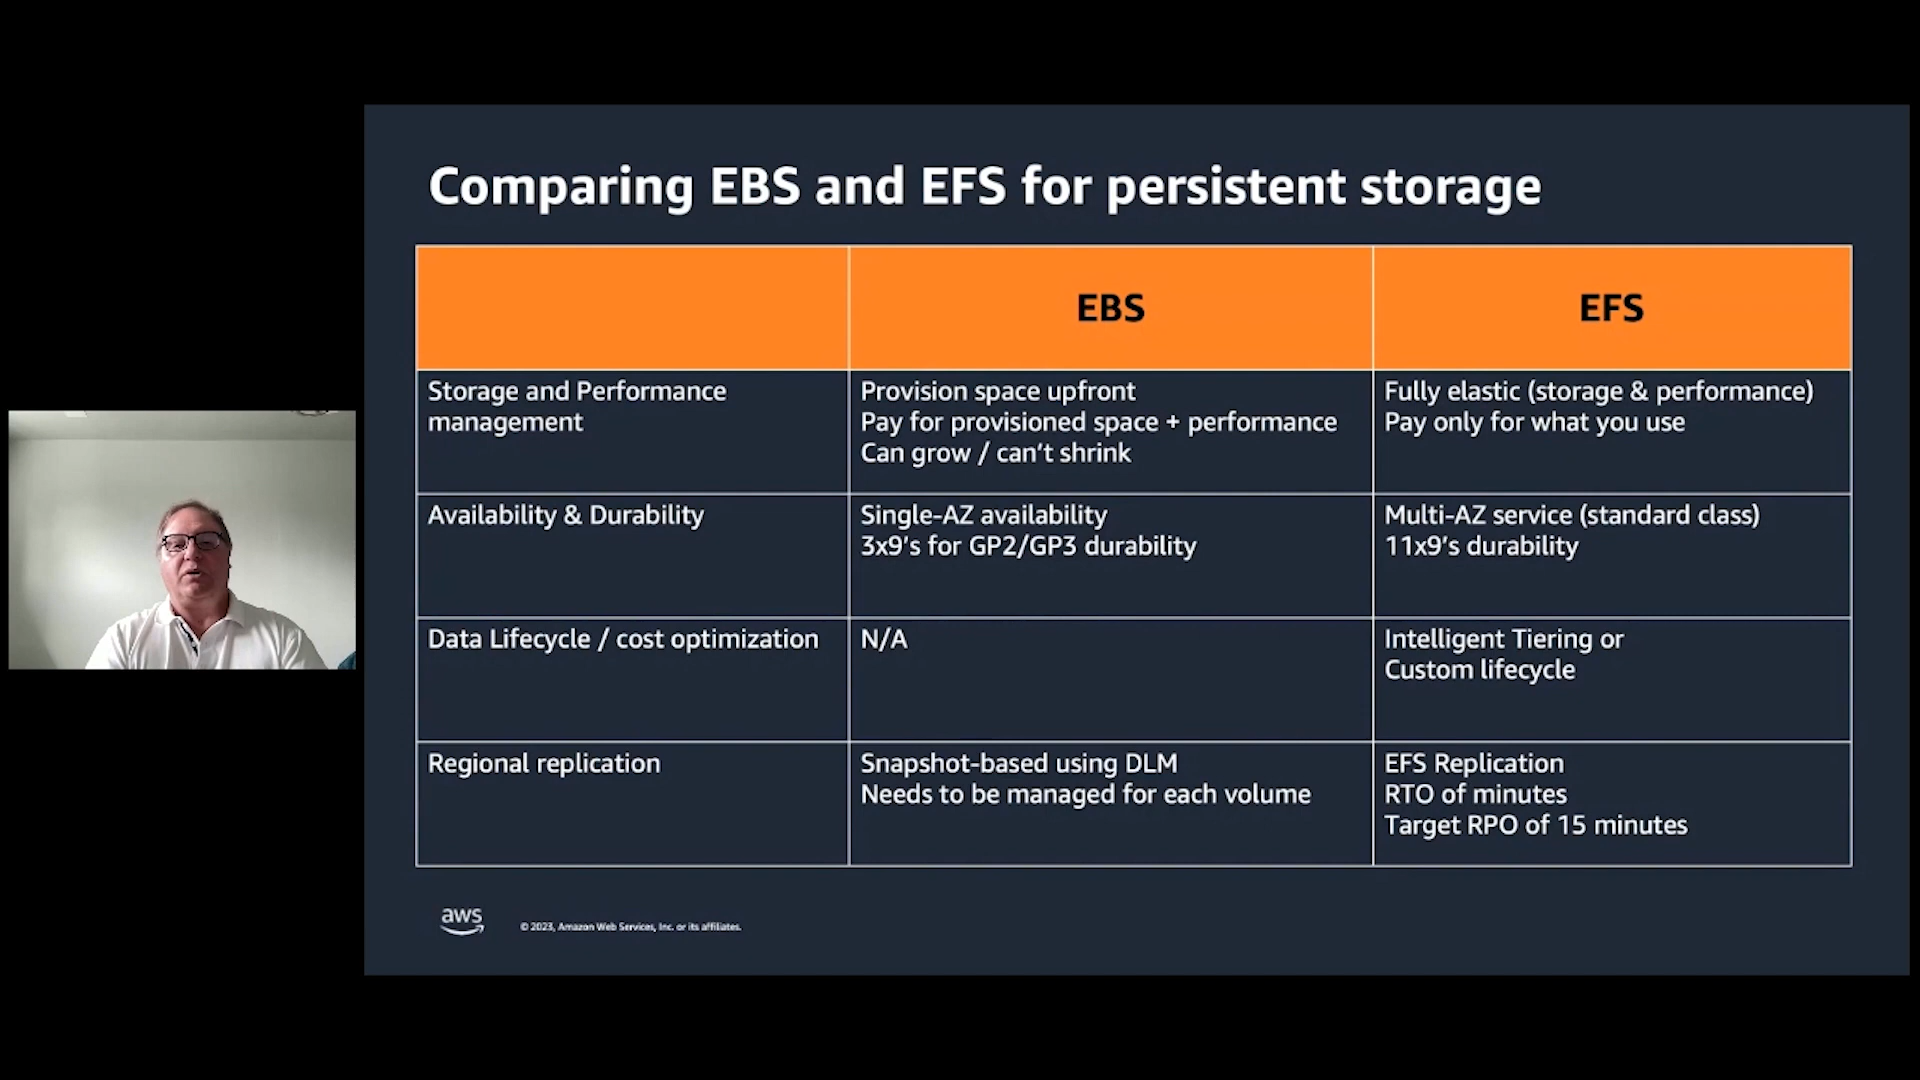 Comparing EBS and EFS for persistent storage
EBS
EFS
Storage and Performance
management
Provision space upfront
Pay for provisioned space + performance
Can grow / can't shrink
Fully elastic (storage & performance)
Pay only for what you use
Availability & Durability
Single-AZ availability
3x9's for GP2/GP3 durability
Multi-AZ service (standard class)
11x9's durability
Data Lifecycle / cost optimization
N/A
Intelligent Tiering or
Custom lifecycle
Regional replication
Snapshot-based using DLM
Needs to be managed for each volume
EFS Replication
RTO of minutes
Target RPO of 15 minutes
aws
© 2023, Amazon Web Services, Inc. or its affiliates.